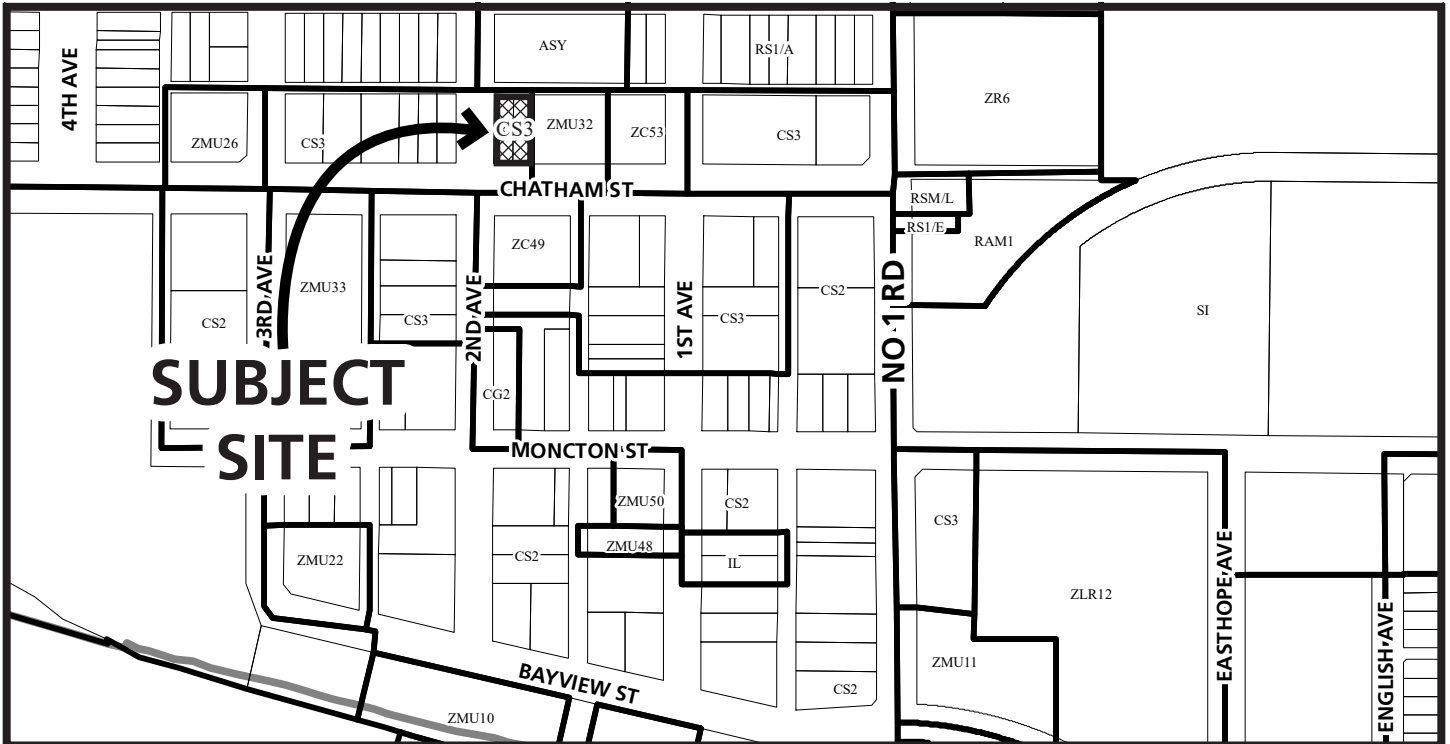 ASY
RS1/A
4TH AVE
ZR6
ZMU26
CS3
CS3
ZMU32
ZC53
CS3
CHATHAM ST
RSM/L
RS1/E
RAM1
ZC49
3RD AVE
ZMU33
CS2
CS3
2ND AVE
1ST AVE
CS3
CS2
NO 1 RD
SI
SUBJECT
SITE
CG2
MONCTON ST
ZMU50
CS2
CS3
ZMU22
CS2
ZMU48
IL
EASTHOPE AVE
ENGLISH AVE
ZLR12
ZMU11
BAYVIEW ST
CS2
ZMU10